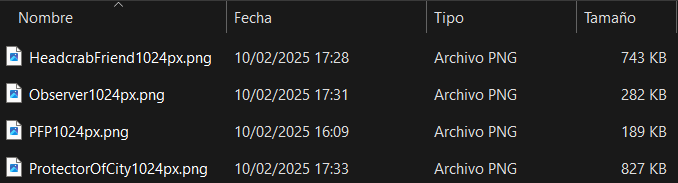 Nombre Fecha Tipo Tamaño
HeadcrabFriend1024px.png 10/02/2025 17:28 Archivo PNG 743 KB
Observer1024px.png 10/02/2025 17:31 Archivo PNG 282 KB
PFP1024px.png 10/02/2025 16:09 Archivo PNG 189 KB
ProtectorOfCity1024px.png 10/02/2025 17:33 Archivo PNG 827 KB